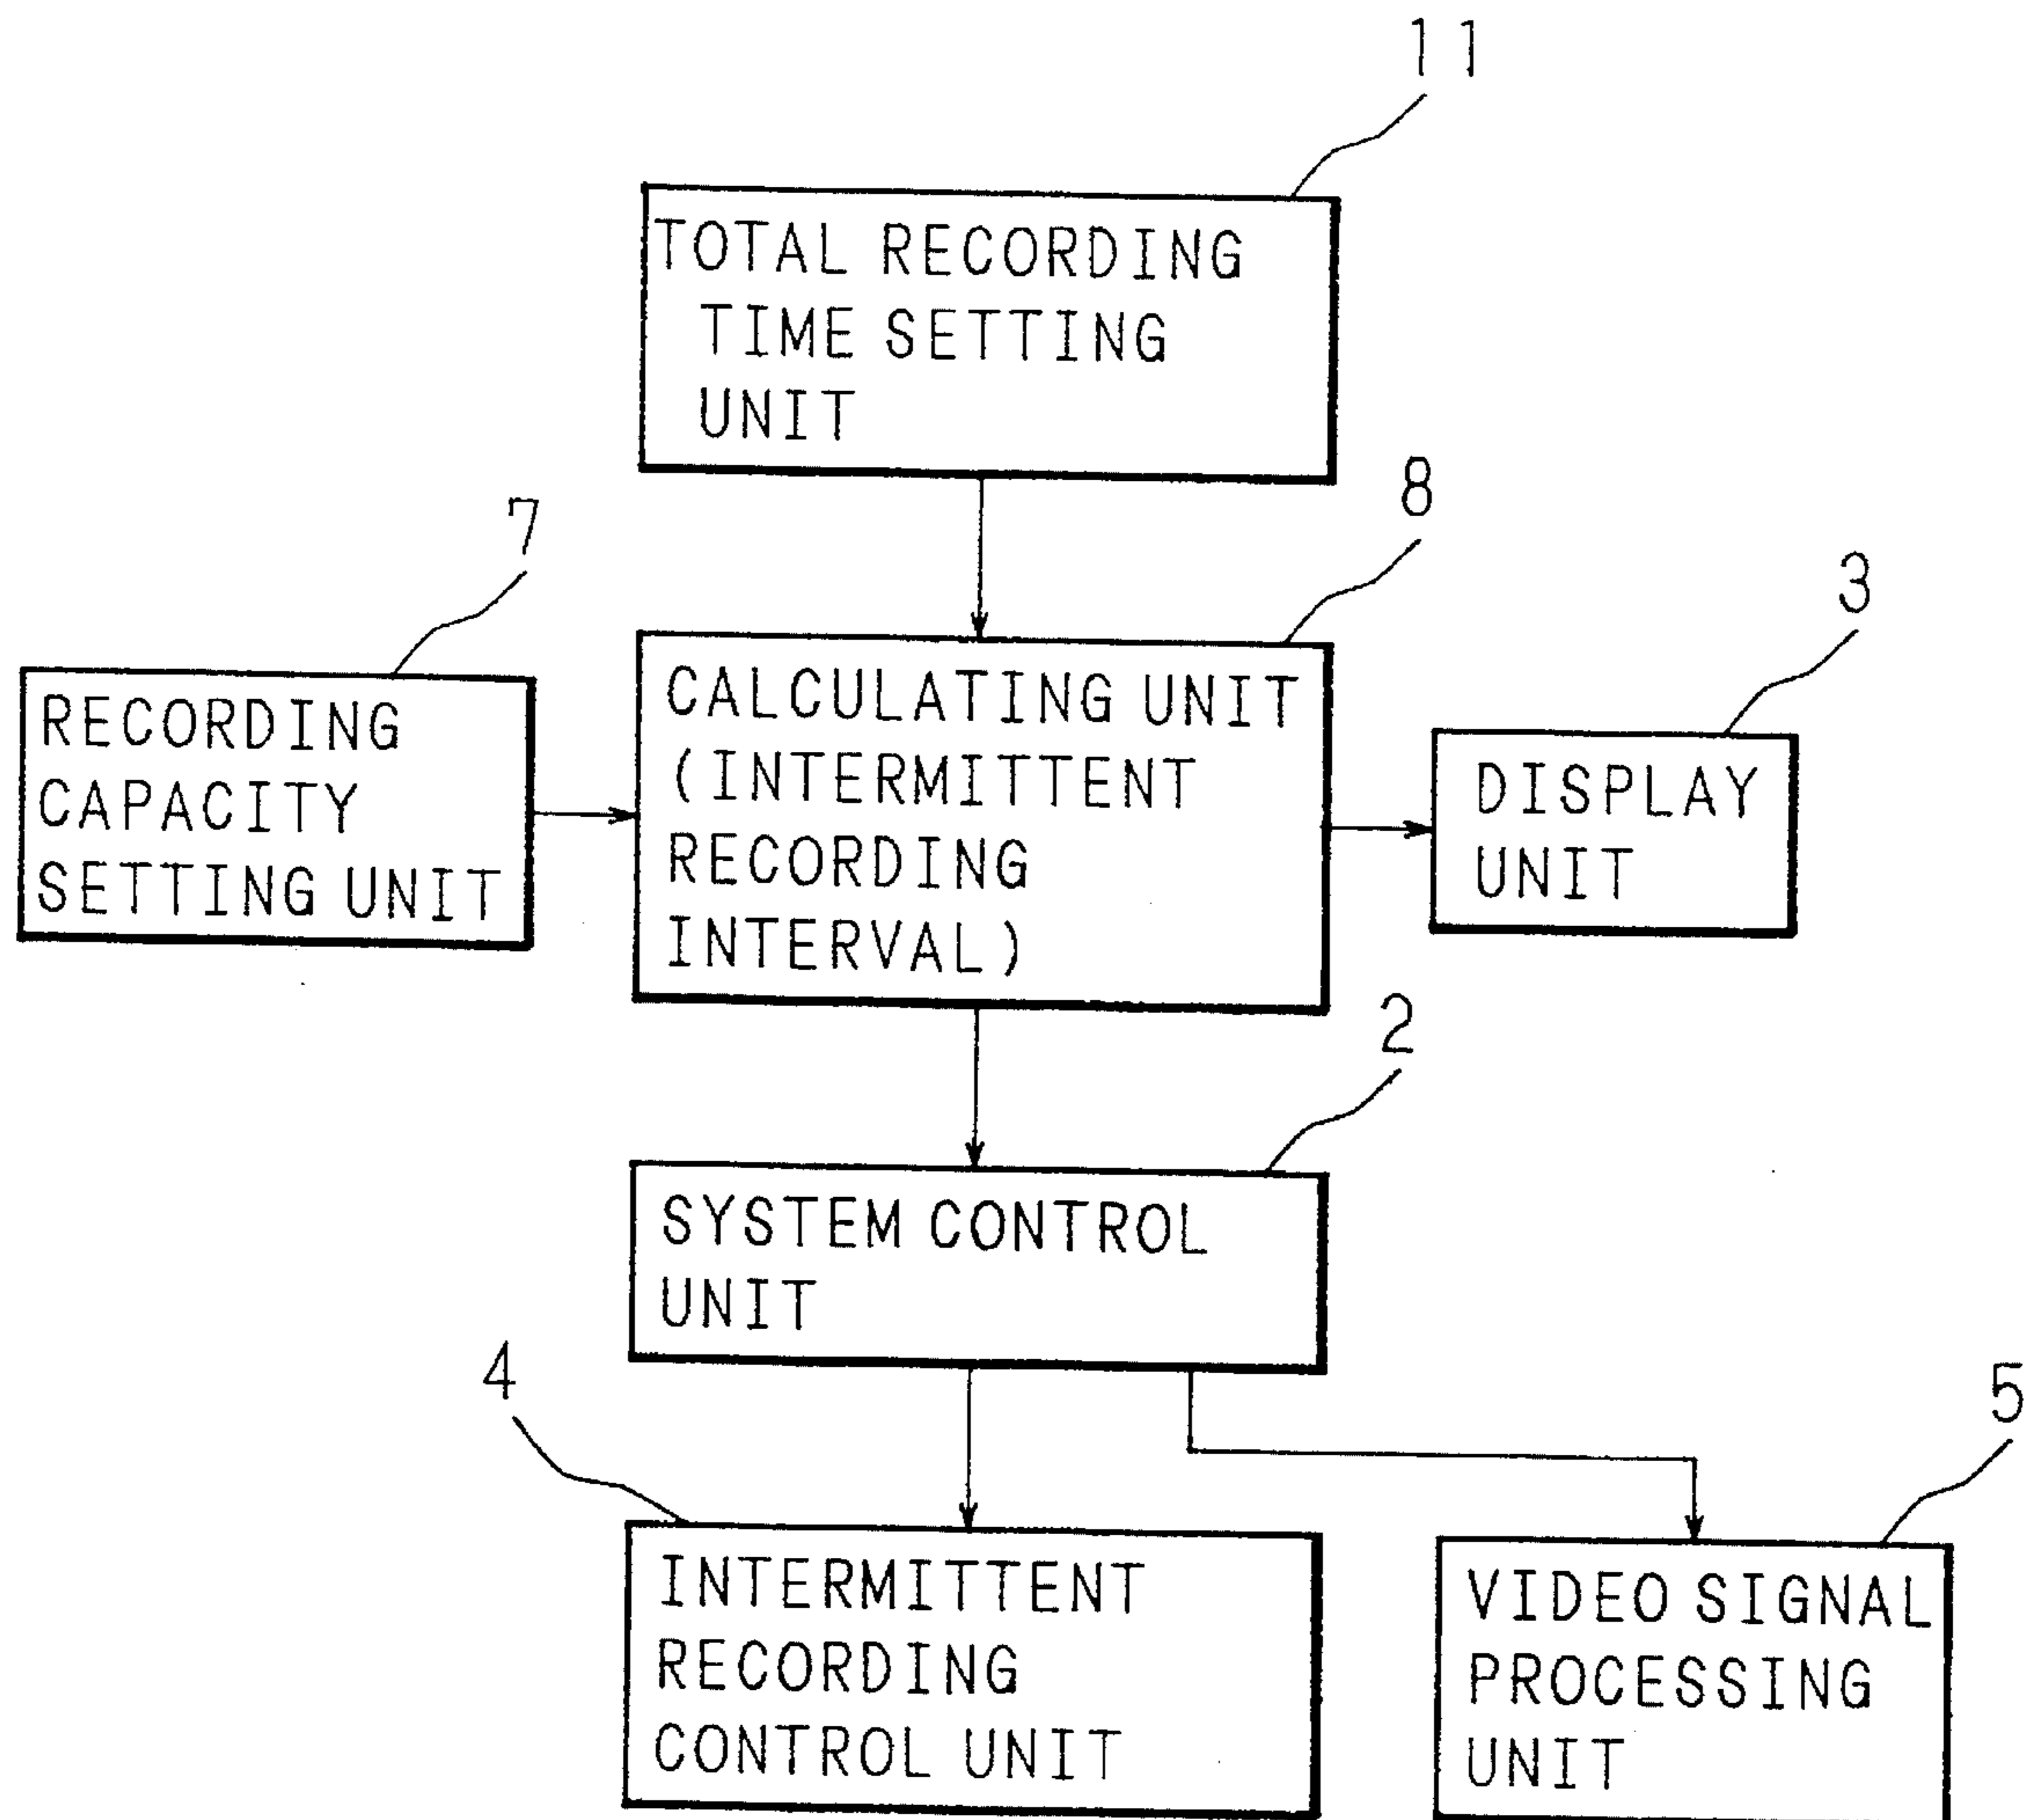 11
TOTAL RECORDING
TIME SETTING
UNIT
7
RECORDING
CAPACITY
SETTING UNIT
8
CALCULATING UNIT
(INTERMITTENT
RECORDING
INTERVAL)
3
DISPLAY
UNIT
2
SYSTEM CONTROL
UNIT
4
INTERMITTENT
RECORDING
CONTROL UNIT
5
VIDEO SIGNAL
PROCESSING
UNIT